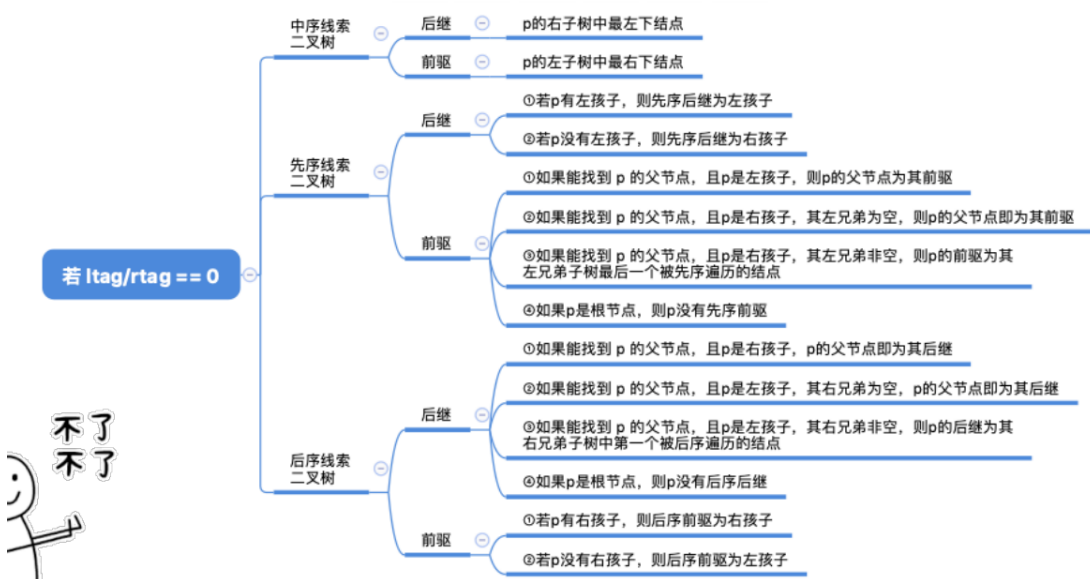 若 ltag/rtag == 0
中序线索
二叉树
后继
p的右子树中最左下结点
前驱
p的左子树中最右下结点
先序线索
二叉树
后继
①若p有左孩子，则先序后继为左孩子
②若p没有左孩子，则先序后继为右孩子
前驱
①如果能找到 p 的父节点，且p是左孩子，则p的父节点为其前驱
②如果能找到 p 的父节点，且p是右孩子，其左兄弟为空，则p的父节点即为其前驱
③如果能找到 p 的父节点，且p是右孩子，其左兄弟非空，则p的前驱为其
左兄弟子树最后一个被先序遍历的结点
④如果p是根节点，则p没有先序前驱
后序线索
二叉树
后继
①如果能找到 p 的父节点，且p是右孩子，p的父节点即为其后继
②如果能找到 p 的父节点，且p是左孩子，其右兄弟为空，p的父节点即为其后继
③如果能找到 p 的父节点，且p是左孩子，其右兄弟非空，则p的后继为其
右兄弟子树中第一个被后序遍历的结点
④如果p是根节点，则p没有后序后继
前驱
①若p有右孩子，则后序前驱为右孩子
②若p没有右孩子，则后序前驱为左孩子
不了
不了